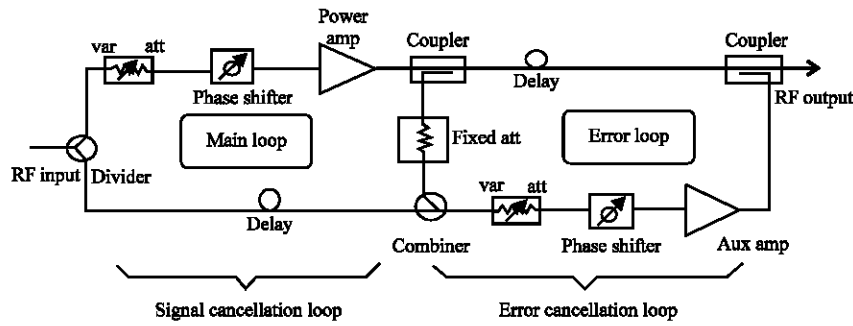 Power
amp
var att
Coupler
Coupler
Phase shifter
Delay
RF output
Main loop
Fixed att
Error loop
RF input
Divider
var att
Delay
Combiner
Phase shifter
Aux amp
Signal cancellation loop
Error cancellation loop